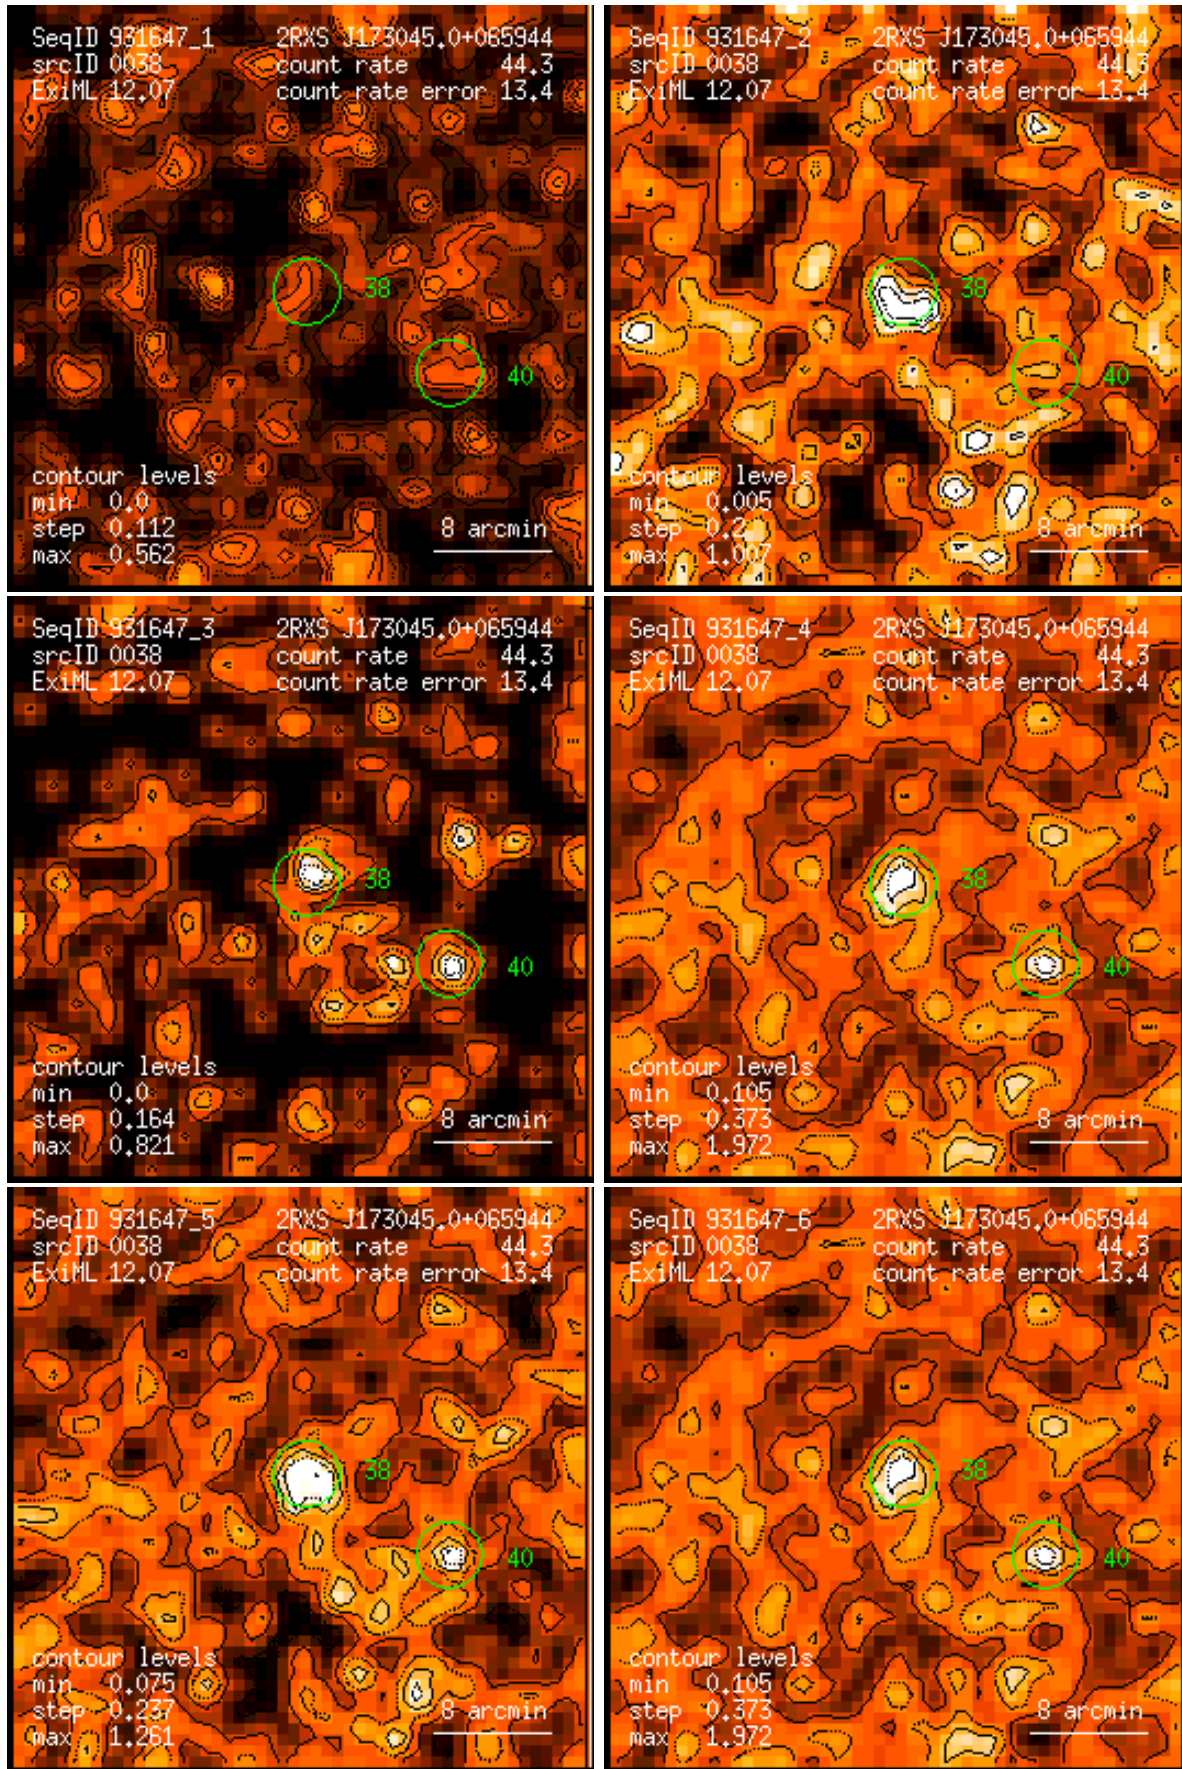 SeqID 931647_1 2RXS J173045.0+065944
srcID 0038 count rate 44.3
ExiML 12.07 count rate error 13.4
38
40
contour levels
min 0.0
step 0.112 8 arcmin
max 0.562
SeqID 931647_2 2RXS J173045.0+065944
srcID 0038 count rate 44.3
ExiML 12.07 count rate error 13.4
38
40
contour levels
min 0.005
step 0.2 8 arcmin
max 1.007
SeqID 931647_3 2RXS J173045.0+065944
srcID 0038 count rate 44.3
ExiML 12.07 count rate error 13.4
38
40
contour levels
min 0.0
step 0.164 8 arcmin
max 0.821
SeqID 931647_4 2RXS J173045.0+065944
srcID 0038 count rate 44.3
ExiML 12.07 count rate error 13.4
38
40
contour levels
min 0.105
step 0.373 8 arcmin
max 1.972
SeqID 931647_5 2RXS J173045.0+065944
srcID 0038 count rate 44.3
ExiML 12.07 count rate error 13.4
38
40
contour levels
min 0.075
step 0.237 8 arcmin
max 1.261
SeqID 931647_6 2RXS J173045.0+065944
srcID 0038 count rate 44.3
ExiML 12.07 count rate error 13.4
38
40
contour levels
min 0.105
step 0.373 8 arcmin
max 1.972